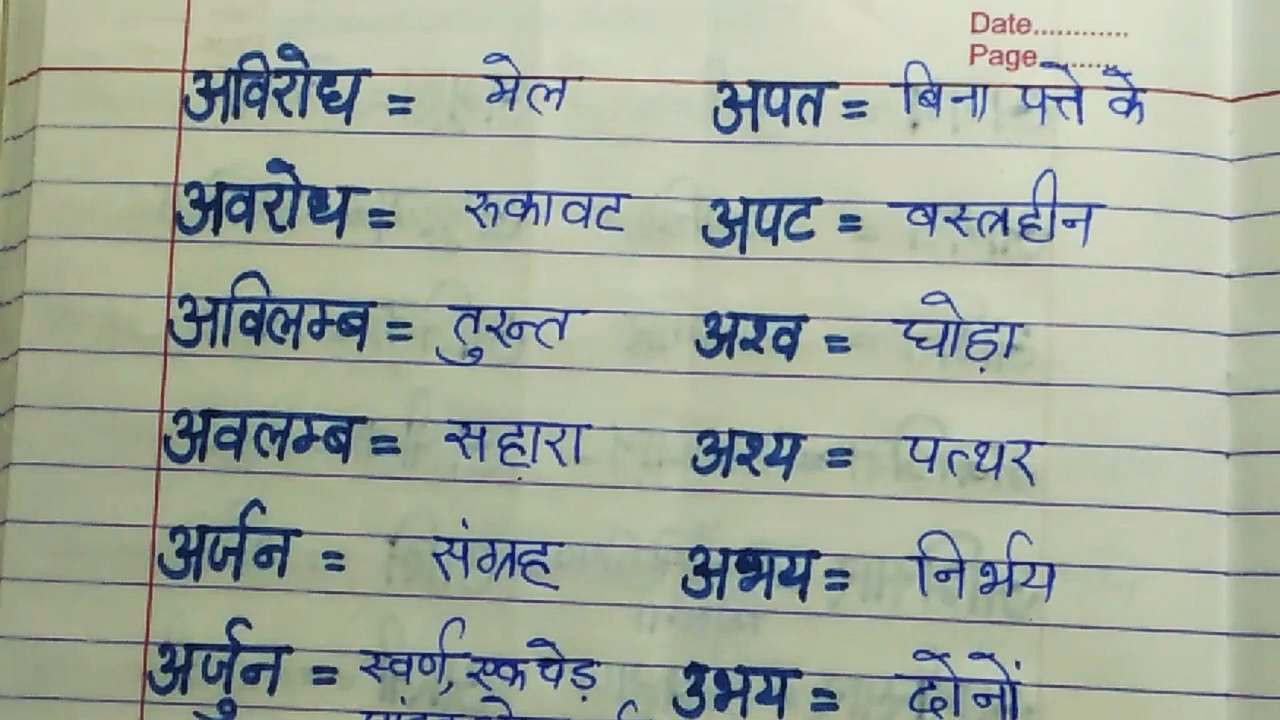 Date............
Page............
अविरोध = मेल अपत = बिना पत्ते के
अवरोध = रुकावट अपट = वस्त्रहीन
अविलम्ब = तुरन्त अश्व = घोड़ा
अवलम्ब = सहारा अश्य = पत्थर
अर्जन = संग्रह अभय = निर्भय
अर्जुन = स्वर्ण, एक पेड़ उभय = दोनों